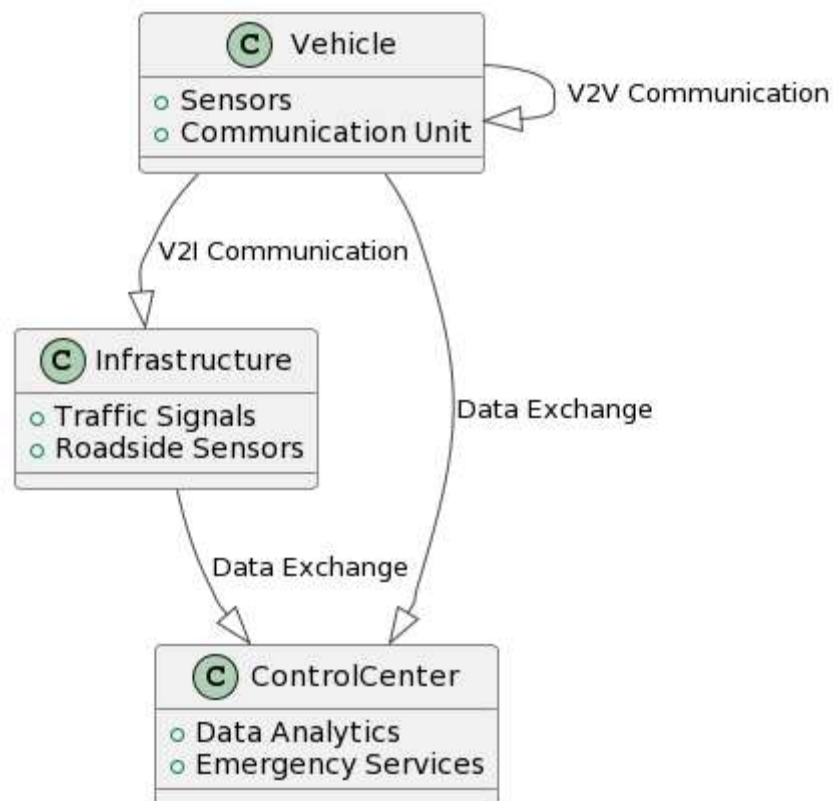 C Vehicle
Sensors
Communication Unit
V2V Communication
V2I Communication
C Infrastructure
Traffic Signals
Roadside Sensors
Data Exchange
Data Exchange
C ControlCenter
Data Analytics
Emergency Services